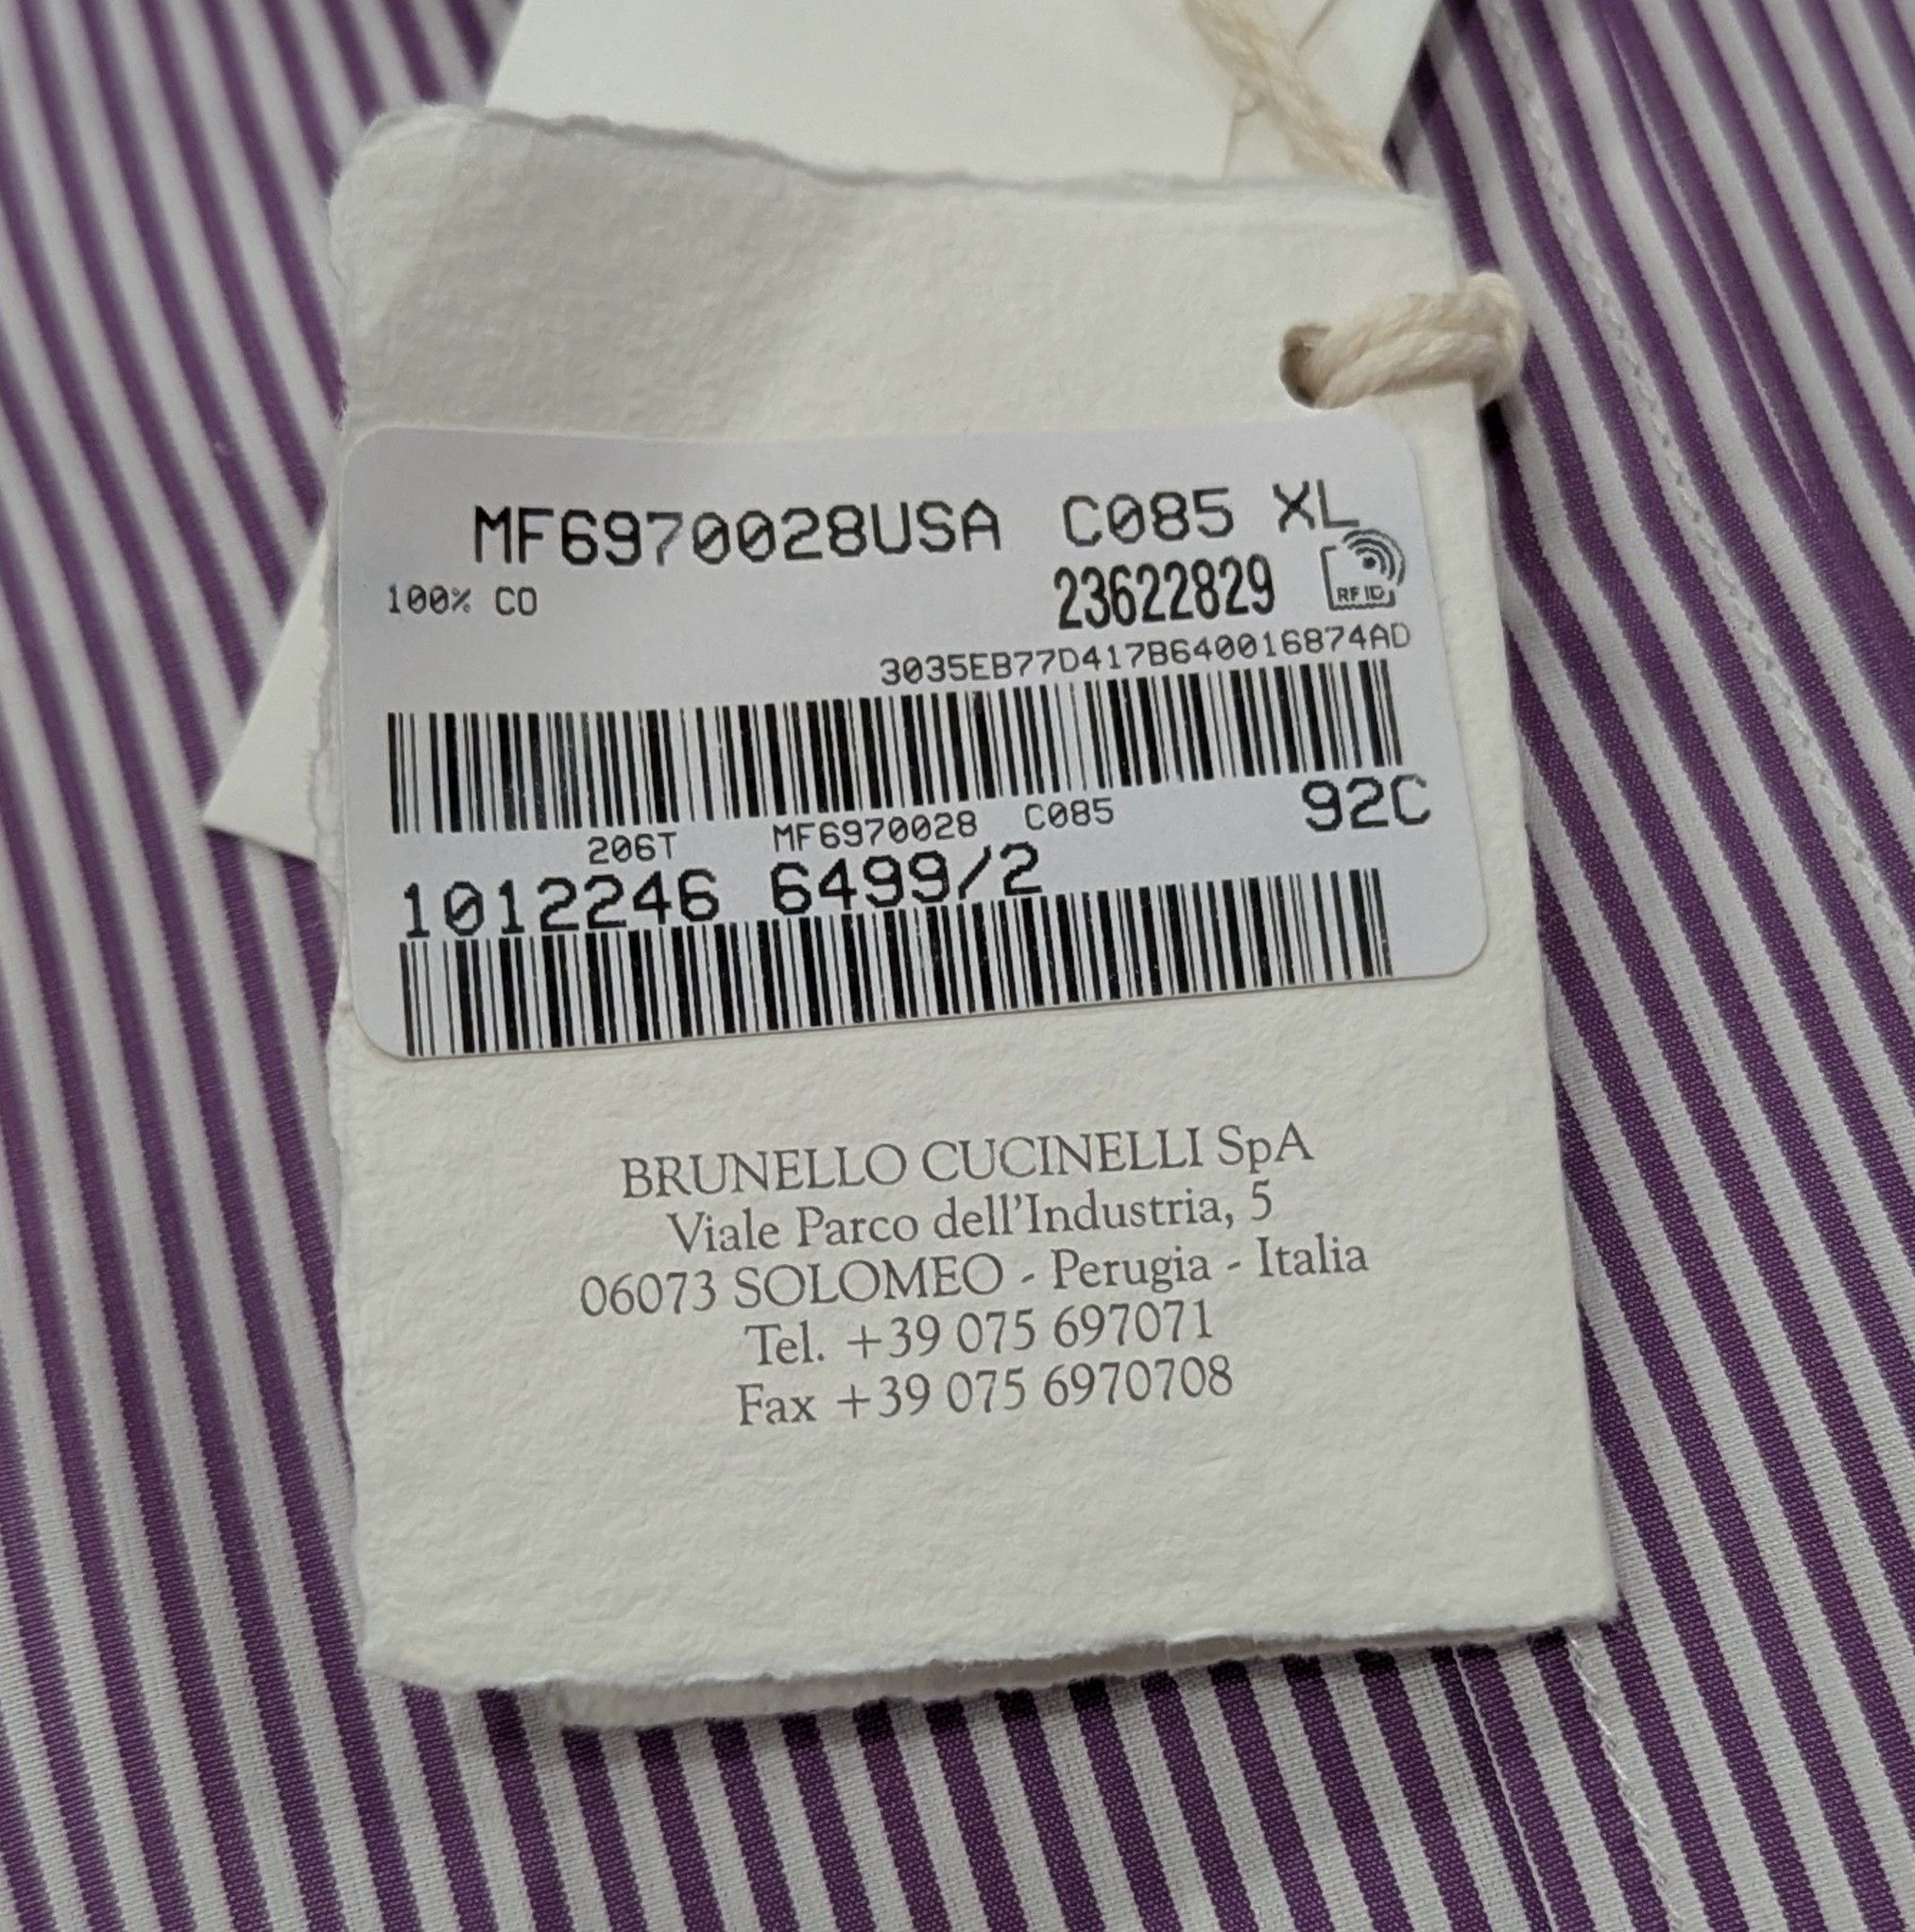 MF6970028USA C085 XL
100% CO
23622829
RFID
3035EB77D417B640016874AD
206T MF6970028 C085
92C
1012246 6499/2
BRUNELLO CUCINELLI SpA
Viale Parco dell'Industria, 5
06073 SOLOMEO - Perugia - Italia
Tel. +39 075 697071
Fax +39 075 6970708